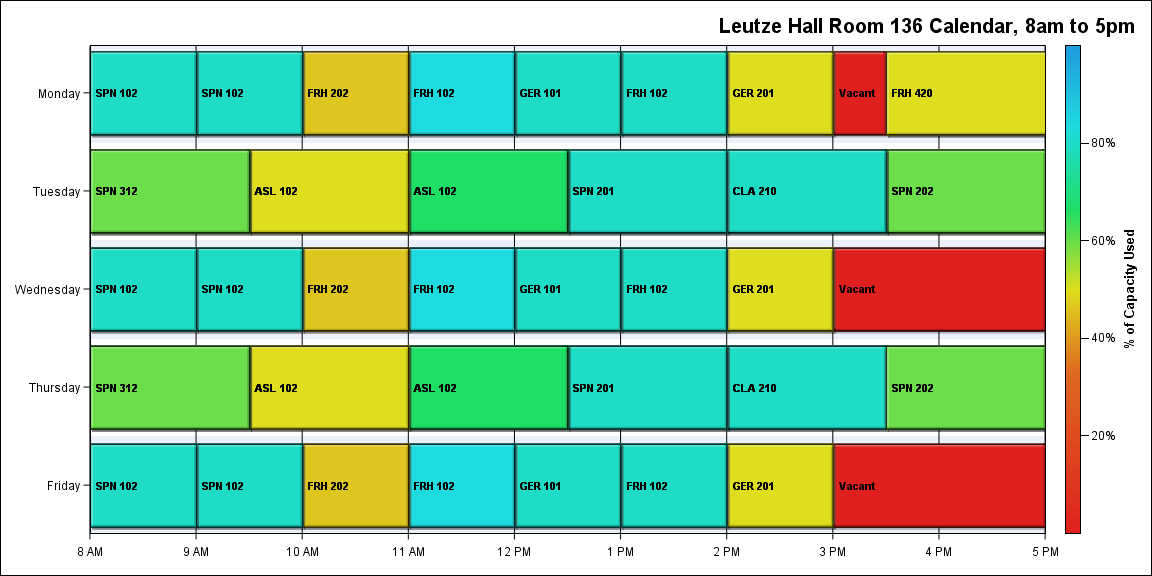 Leutze Hall Room 136 Calendar, 8am to 5pm
Monday
SPN 102
SPN 102
FRH 202
FRH 102
GER 101
FRH 102
GER 201
Vacant
FRH 420
Tuesday
SPN 312
ASL 102
ASL 102
SPN 201
CLA 210
SPN 202
Wednesday
SPN 102
SPN 102
FRH 202
FRH 102
GER 101
FRH 102
GER 201
Vacant
Thursday
SPN 312
ASL 102
ASL 102
SPN 201
CLA 210
SPN 202
Friday
SPN 102
SPN 102
FRH 202
FRH 102
GER 101
FRH 102
GER 201
Vacant
8 AM
9 AM
10 AM
11 AM
12 PM
1 PM
2 PM
3 PM
4 PM
5 PM
80%
60%
40%
20%
% of Capacity Used